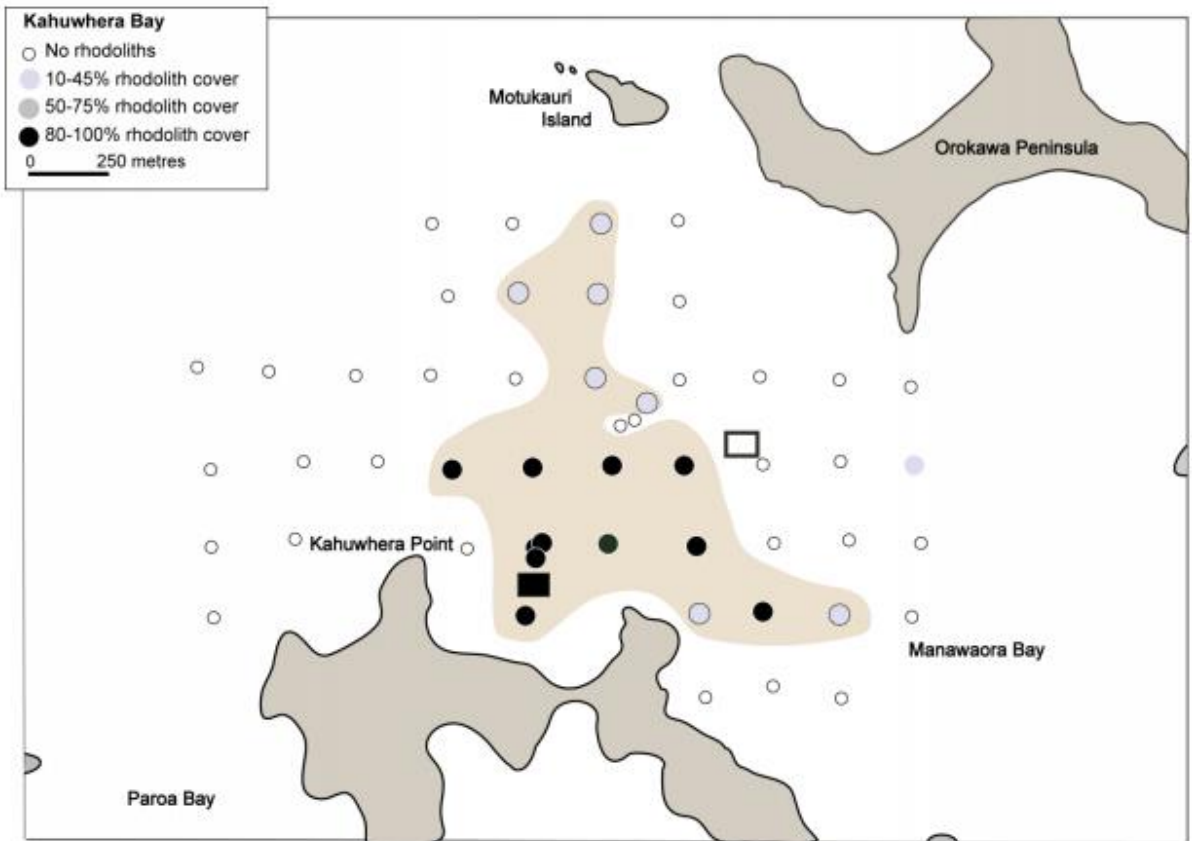 Kahuwhera Bay
No rhodoliths
10-45% rhodolith cover
50-75% rhodolith cover
80-100% rhodolith cover
0 250 metres
Motukauri
Island
Orokawa Peninsula
Kahuwhera Point
Manawaora Bay
Paroa Bay